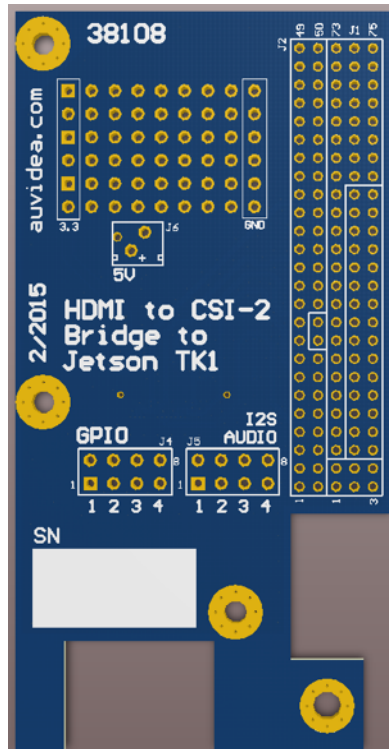 38108
J2
49
50
73
J1
75
auvidea.com
3.3
J6
GND
5V
+
2/2015
HDMI to CSI-2
Bridge to
Jetson TK1
I2S
GPIO
J4
J5
AUDIO
8
8
1
1
1 2 3 4
1 2 3 4
1
1
3
SN